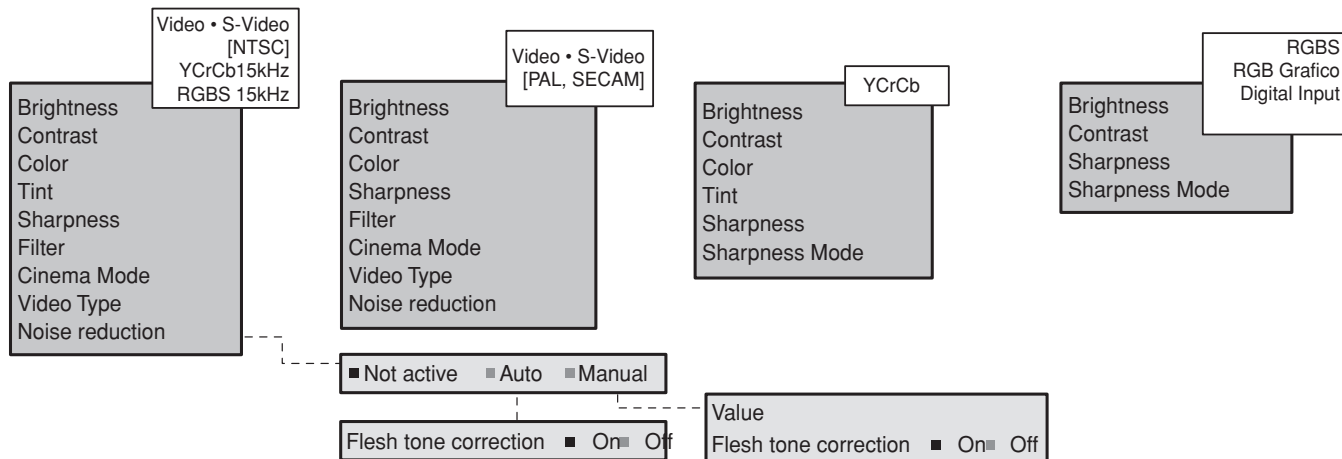 Video • S-Video
[NTSC]
YCrCb15kHz
RGBS 15kHz
Brightness
Contrast
Color
Tint
Sharpness
Filter
Cinema Mode
Video Type
Noise reduction
Video • S-Video
[PAL, SECAM]
Brightness
Contrast
Color
Sharpness
Filter
Cinema Mode
Video Type
Noise reduction
YCrCb
Brightness
Contrast
Color
Tint
Sharpness
Sharpness Mode
RGBS
RGB Grafico
Digital Input
Brightness
Contrast
Sharpness
Sharpness Mode
Not active Auto Manual
Flesh tone correction On Off
Value
Flesh tone correction On Off